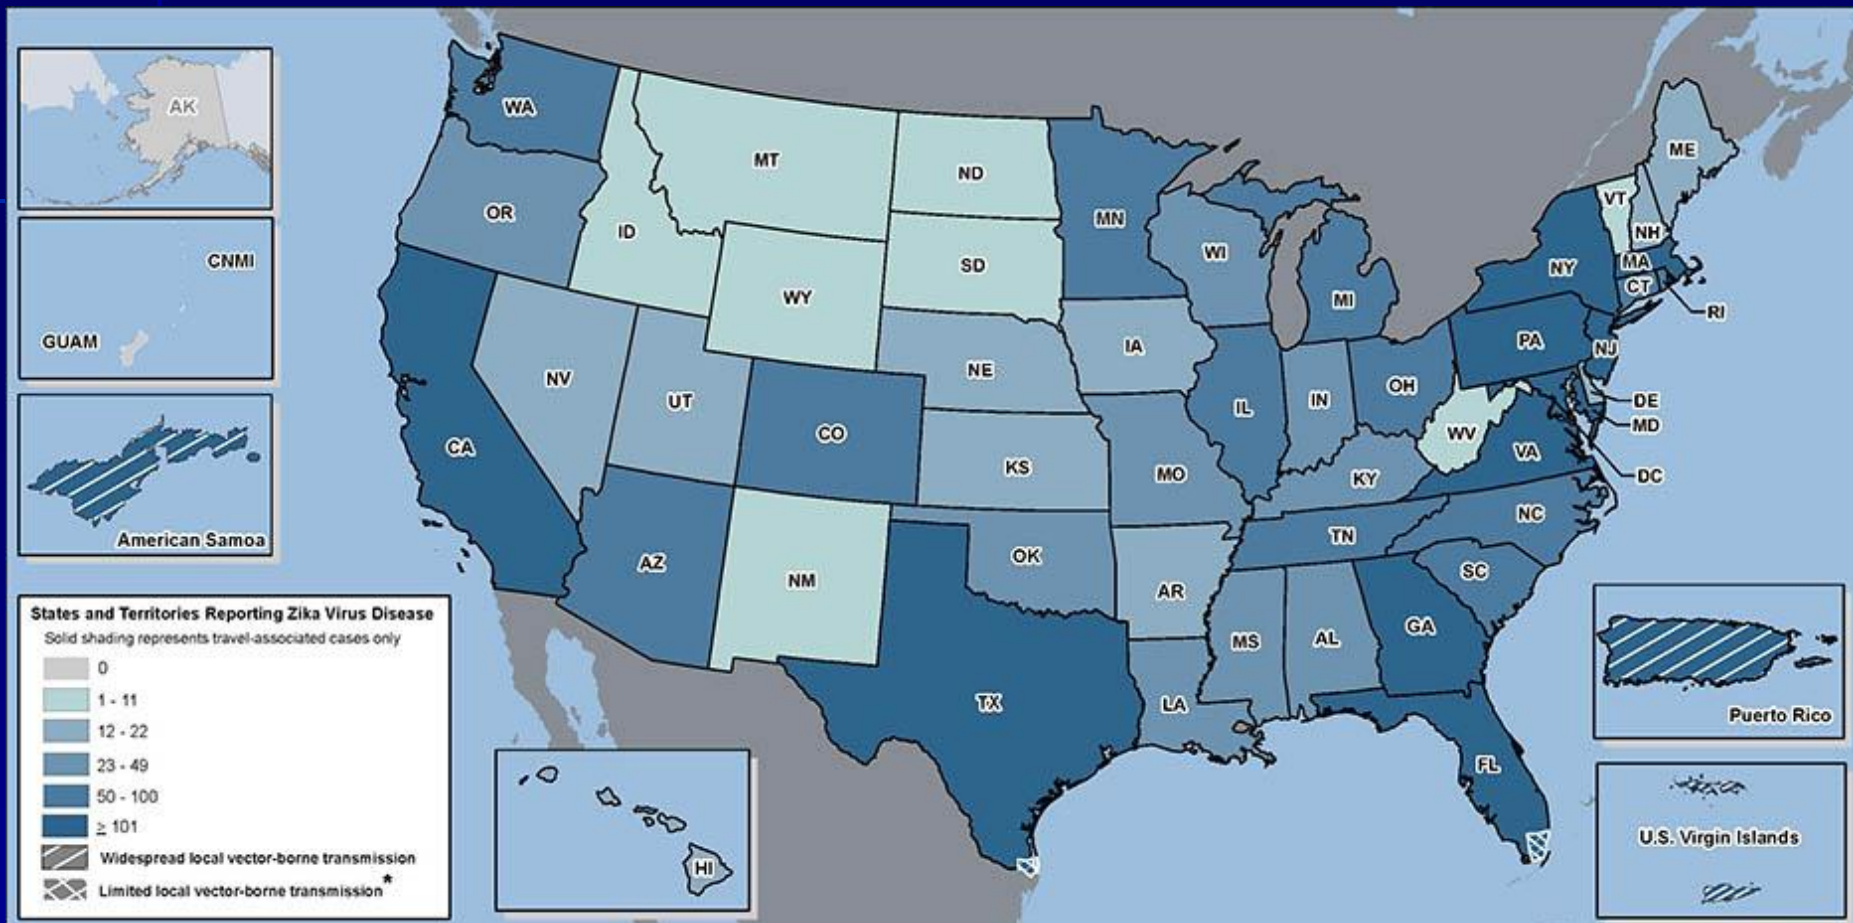 AK
CNMI
GUAM
American Samoa
States and Territories Reporting Zika Virus Disease
Solid shading represents travel-associated cases only
0
1 - 11
12 - 22
23 - 49
50 - 100
≥ 101
Widespread local vector-borne transmission
Limited local vector-borne transmission*
WA
MT
ND
MN
OR
ID
SD
WI
WY
MI
NY
VT
ME
NH
MA
CT
RI
PA
NJ
IA
NE
NV
UT
CO
IL
IN
OH
DE
MD
DC
WV
VA
CA
KS
MO
KY
NC
TN
AZ
NM
OK
AR
SC
GA
MS
AL
LA
TX
FL
HI
Puerto Rico
U.S. Virgin Islands